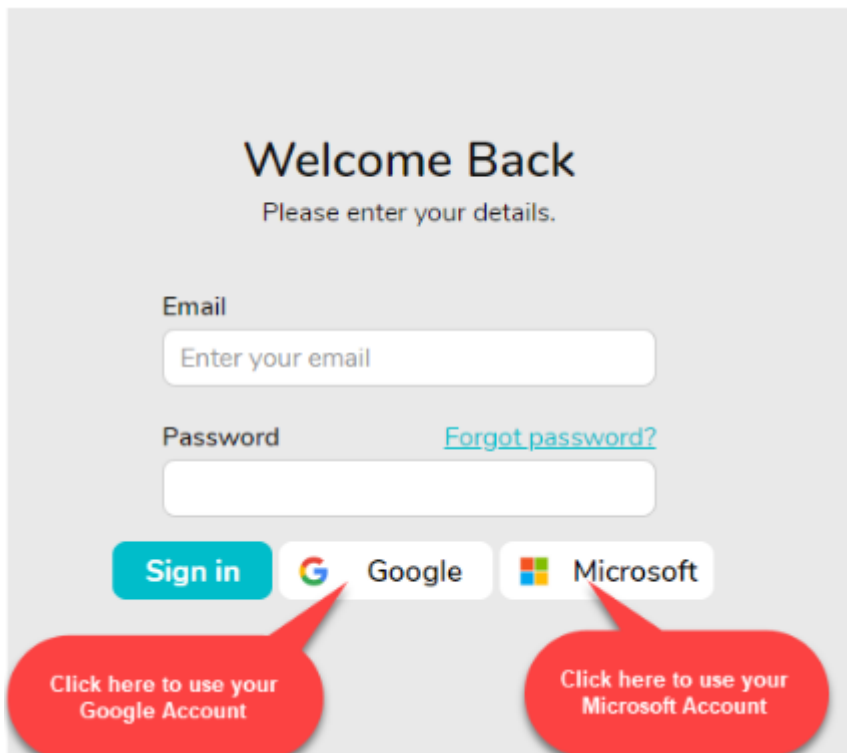 Welcome Back
Please enter your details.
Email
Enter your email
Password
Forgot password?
Sign in
Google
Microsoft
Click here to use your
Google Account
Click here to use your
Microsoft Account